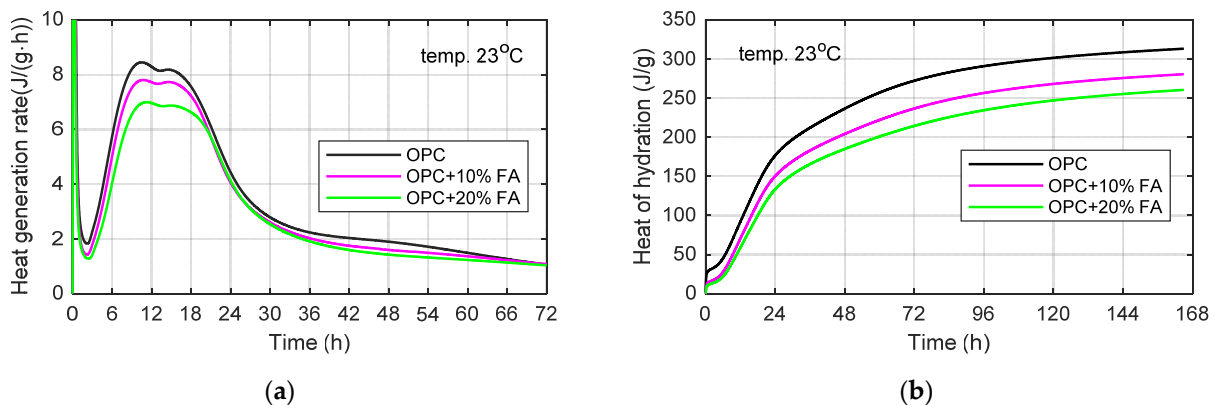 Heat generation rate(J/(g·h))
10
8
6
4
2
0
temp. 23°C
OPC
OPC+10% FA
OPC+20% FA
0 6 12 18 24 30 36 42 48 54 60 66 72
Time (h)
(a)
Heat of hydration (J/g)
350
300
250
200
150
100
50
0
temp. 23°C
OPC
OPC+10% FA
OPC+20% FA
0 24 48 72 96 120 144 168
Time (h)
(b)